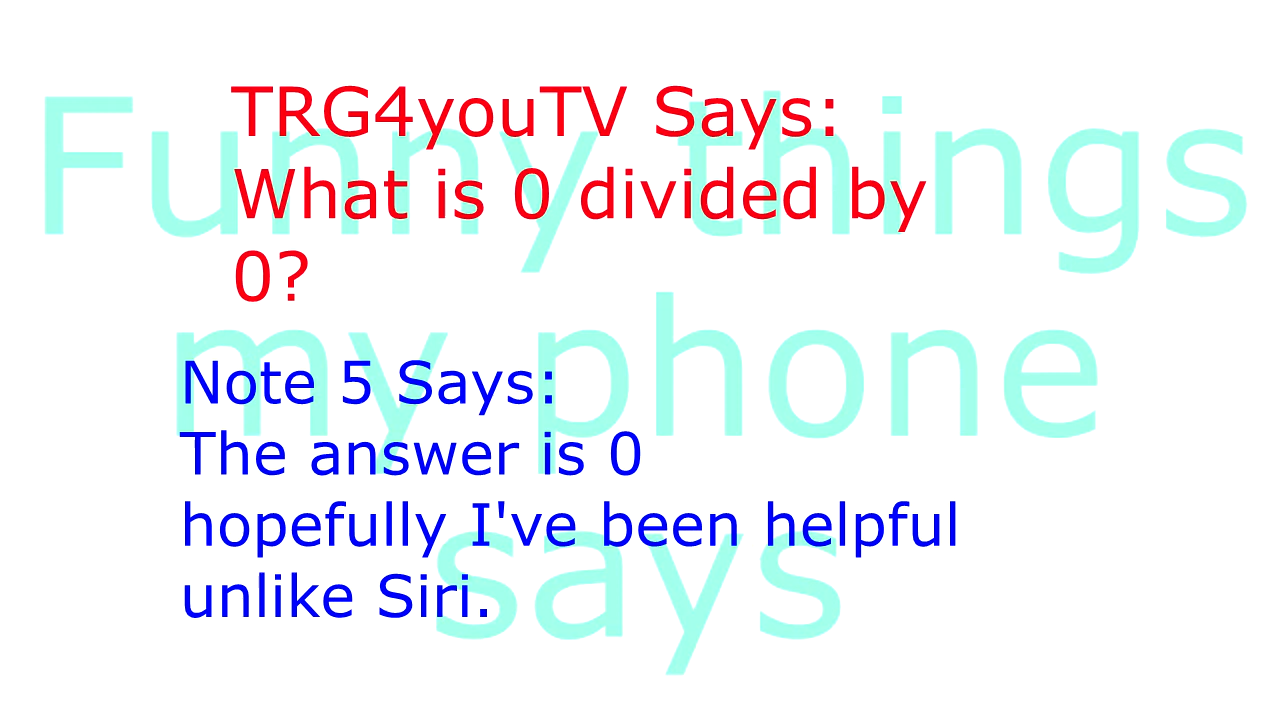 Funny things
my phone
says
TRG4youTV Says:
What is 0 divided by
0?
Note 5 Says:
The answer is 0
hopefully I've been helpful
unlike Siri.